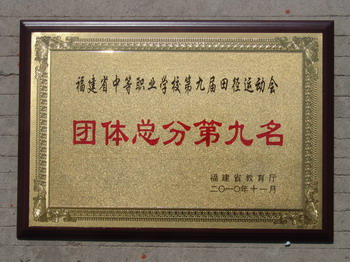 福建省中等职业学校第九届田径运动会
团体总分第九名
福建省教育厅
二〇一〇年十一月